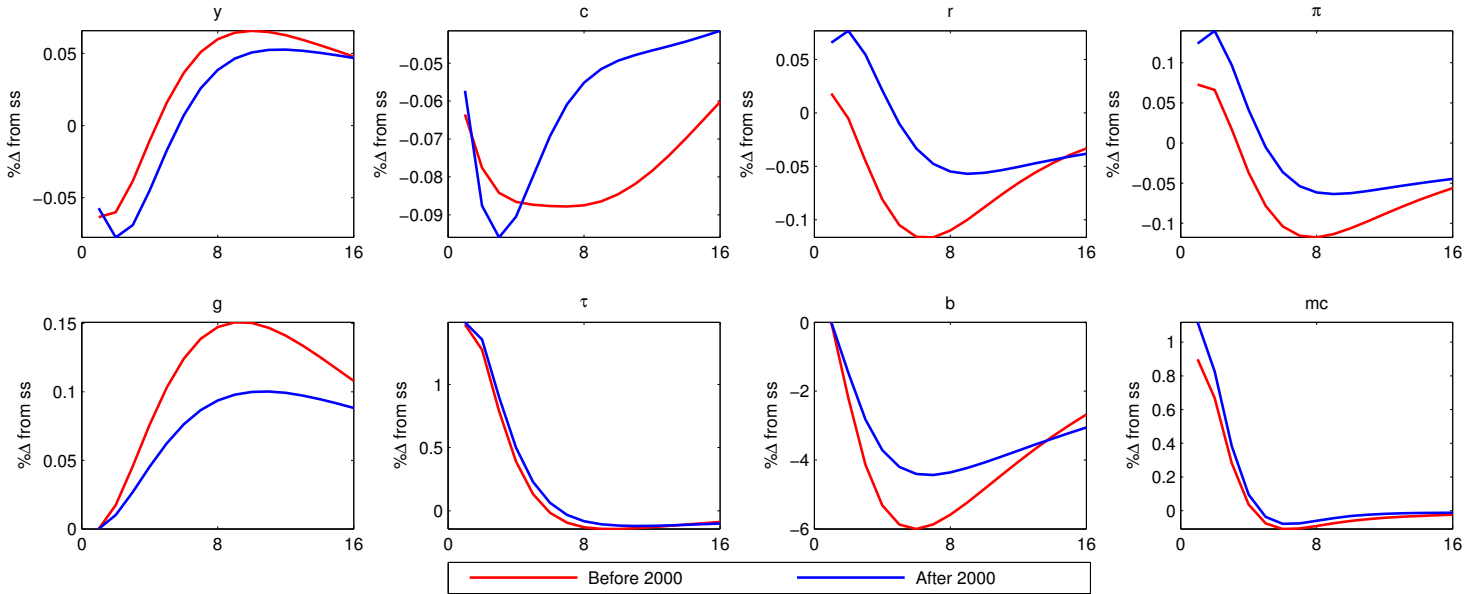 y
c
r
π
%Δ from ss
0.05
0
−0.05
0 8 16
%Δ from ss
−0.05
−0.06
−0.07
−0.08
−0.09
0 8 16
%Δ from ss
0.05
0
−0.05
−0.1
0 8 16
%Δ from ss
0.1
0.05
0
−0.05
−0.1
0 8 16
g
τ
b
mc
%Δ from ss
0.15
0.1
0.05
0
0 8 16
%Δ from ss
1
0.5
0
0 8 16
%Δ from ss
0
−2
−4
−6
0 8 16
%Δ from ss
1
0.8
0.6
0.4
0.2
0
0 8 16
Before 2000
After 2000